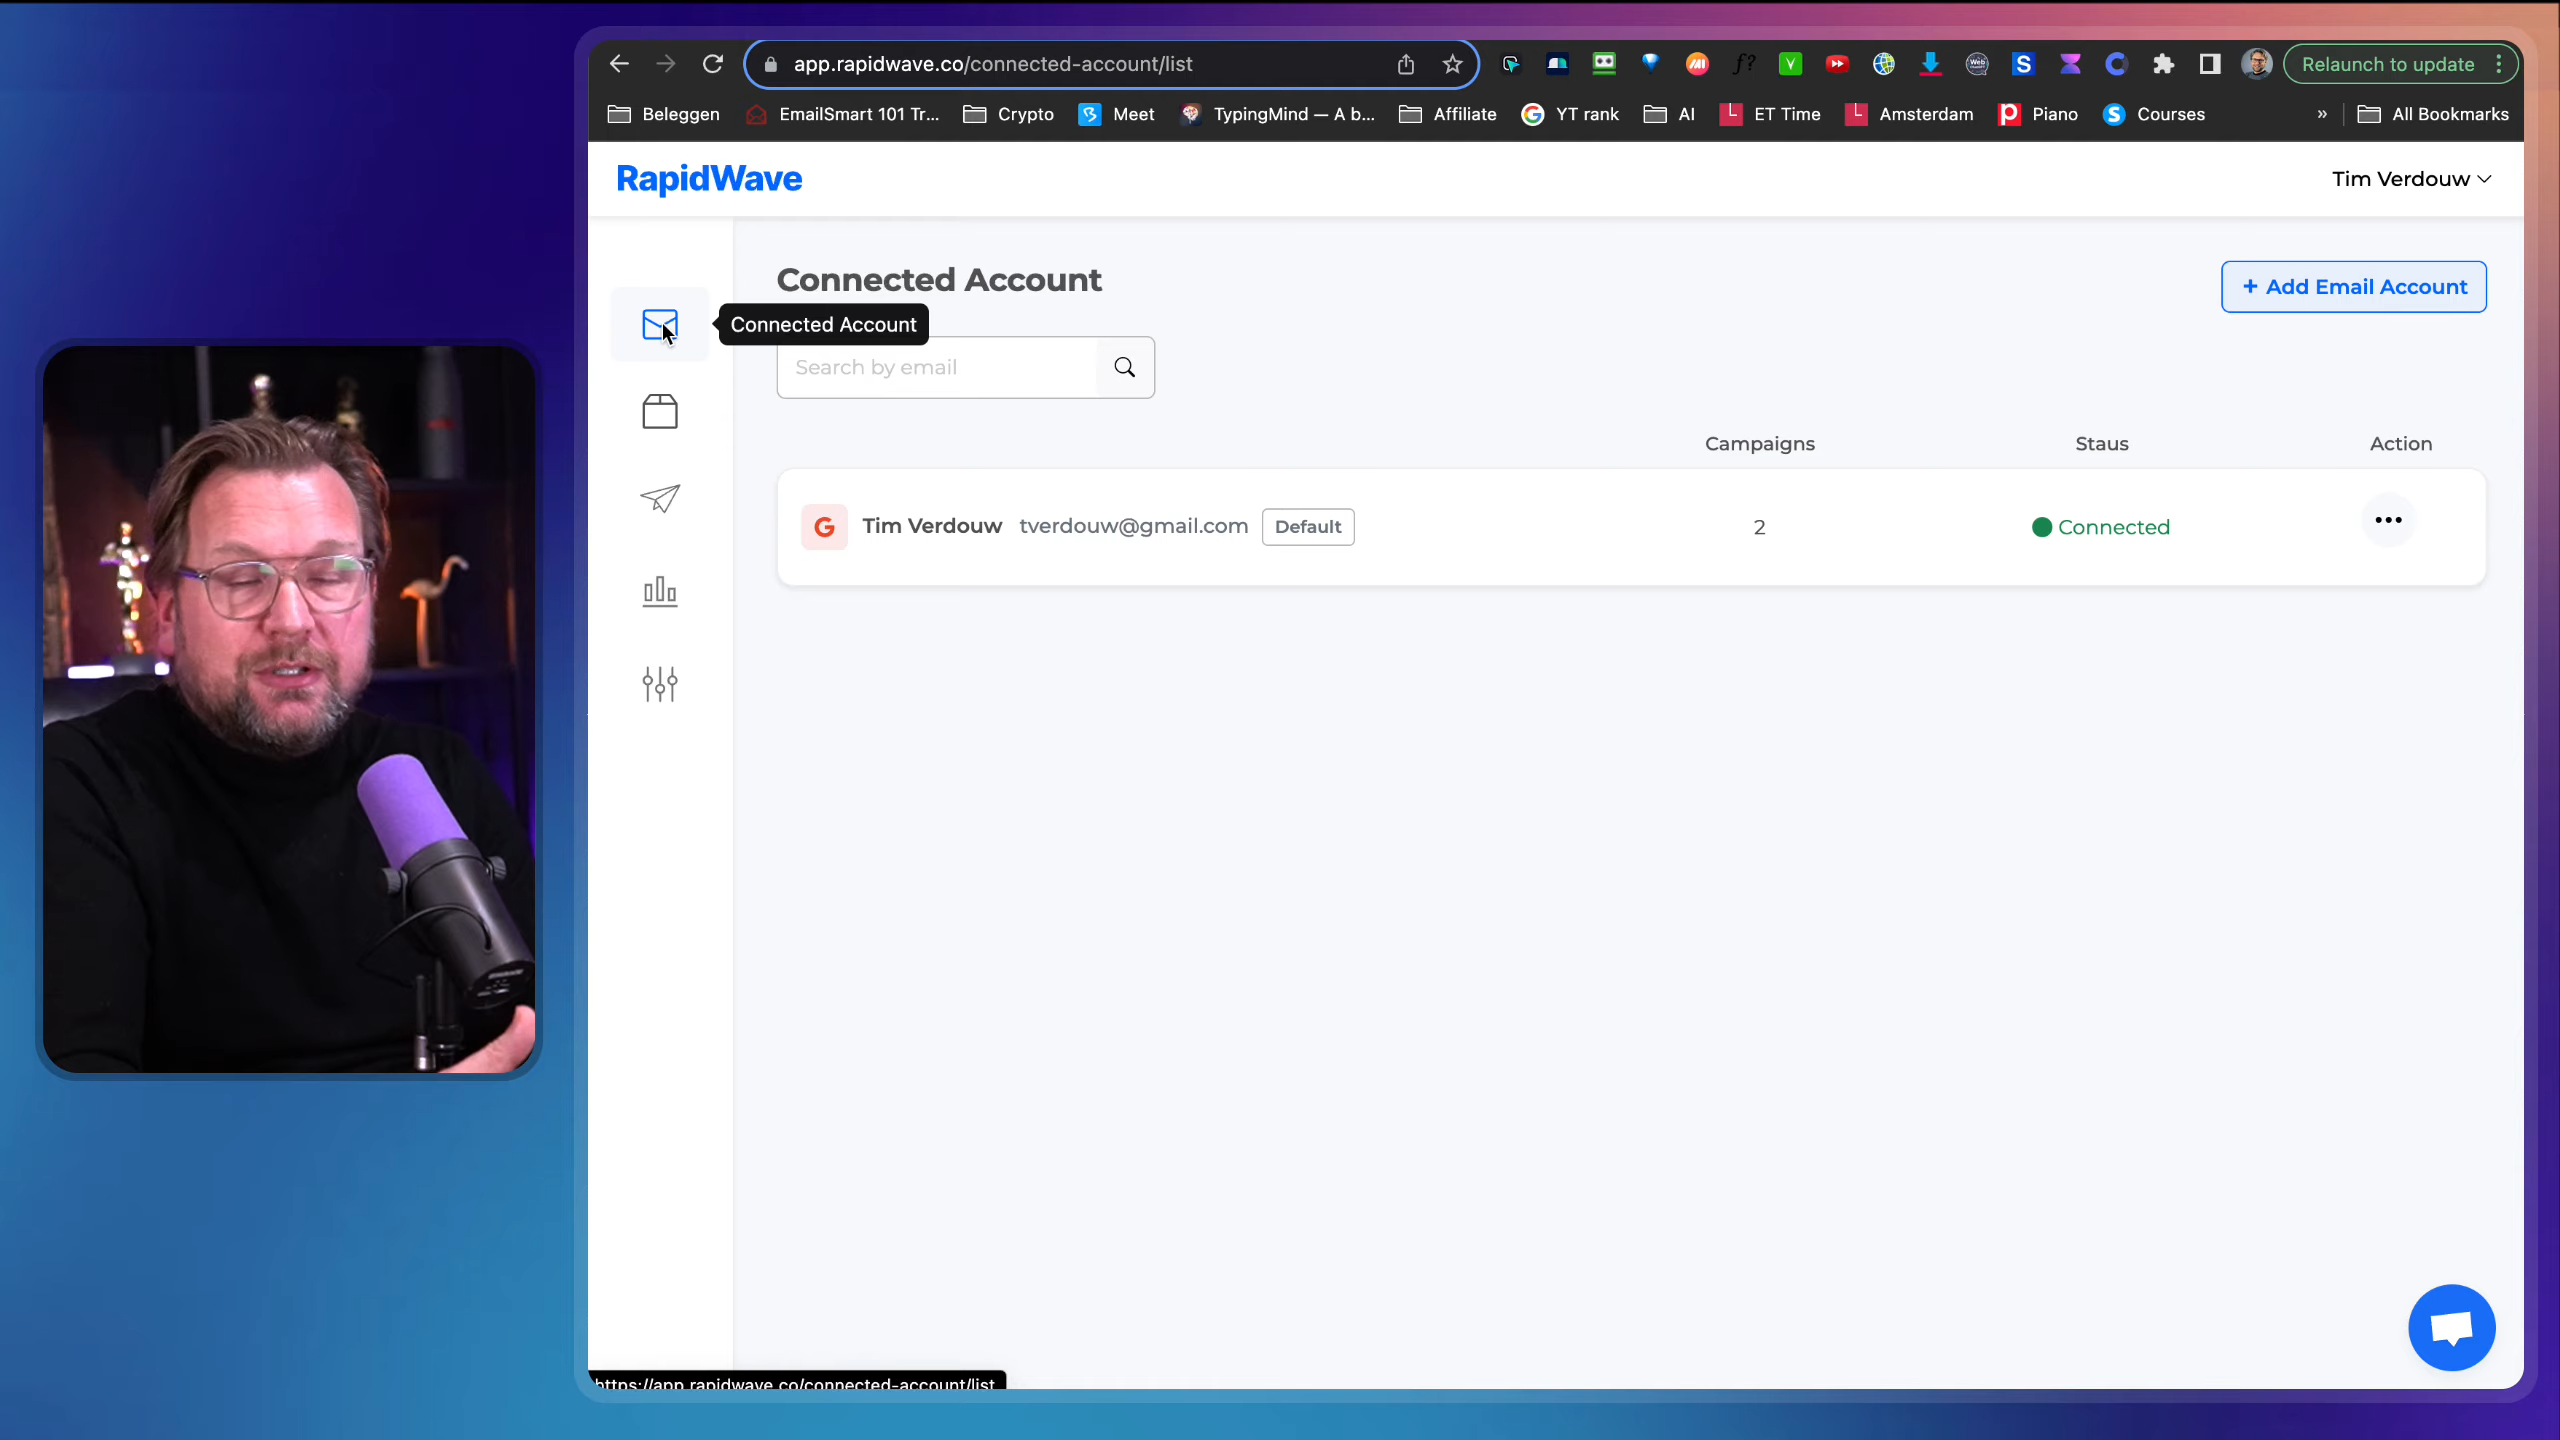 app.rapidwave.co/connected-account/list
Relaunch to update
Beleggen
EmailSmart 101 Tr...
Crypto
Meet
TypingMind — A b...
Affiliate
YT rank
AI
ET Time
Amsterdam
Piano
Courses
»
All Bookmarks
RapidWave
Tim Verdouw
Connected Account
+ Add Email Account
Connected Account
Search by email
Campaigns
Staus
Action
G
Tim Verdouw tverdouw@gmail.com Default
2
Connected
https://app.rapidwave.co/connected-account/list